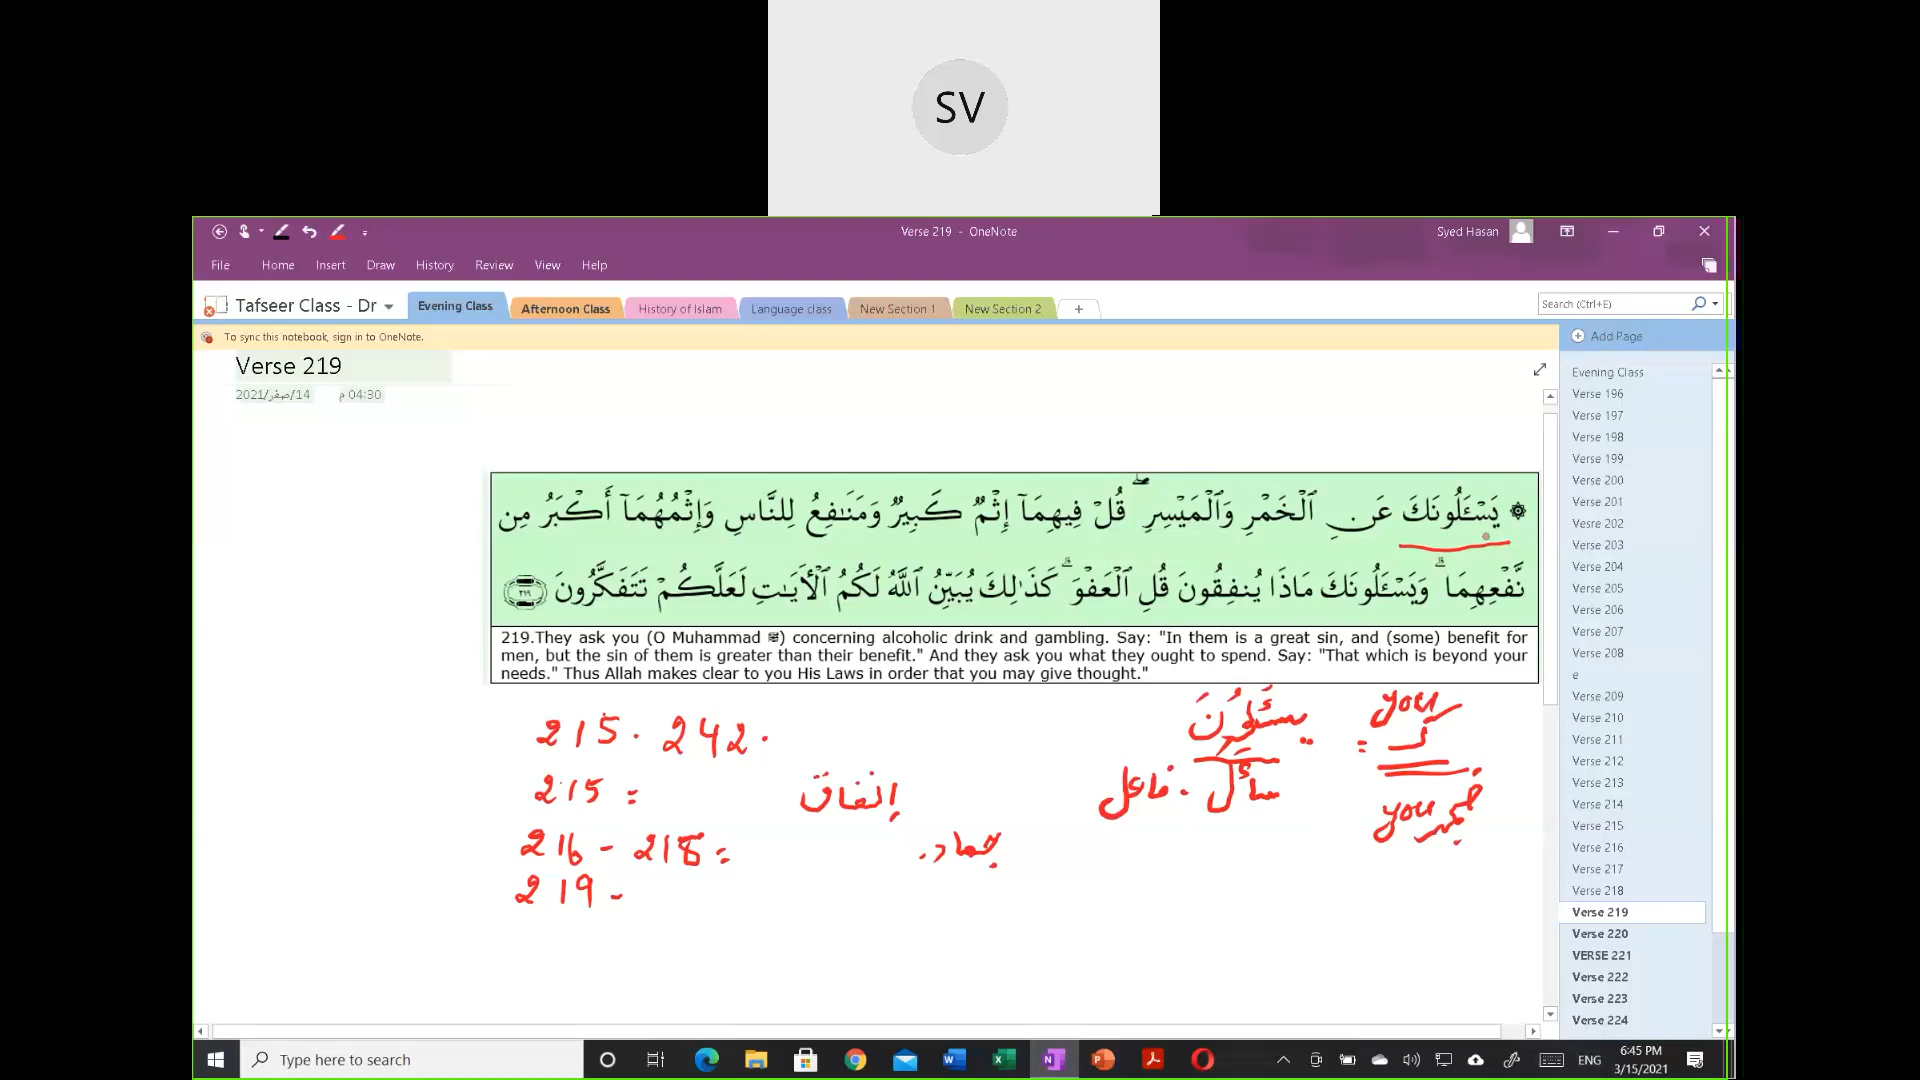 SV
Verse 219 - OneNote
Syed Hasan
File Home Insert Draw History Review View Help
Tafseer Class - Dr
Evening Class
Afternoon Class
History of Islam
Language class
New Section 1
New Section 2
+
Search (Ctrl+E)
To sync this notebook, sign in to OneNote.
Add Page
Verse 219
14/صفر/2021 04:30 م
۞ يَسْـَٔلُونَكَ عَنِ ٱلْخَمْرِ وَٱلْمَيْسِرِ ۖ قُلْ فِيهِمَآ إِثْمٌ كَبِيرٌ وَمَنَـٰفِعُ لِلنَّاسِ وَإِثْمُهُمَآ أَكْبَرُ مِن
نَّفْعِهِمَا ۗ وَيَسْـَٔلُونَكَ مَاذَا يُنفِقُونَ قُلِ ٱلْعَفْوَ ۗ كَذَٰلِكَ يُبَيِّنُ ٱللَّهُ لَكُمُ ٱلْـَٔايَـٰتِ لَعَلَّكُمْ تَتَفَكَّرُونَ ٢١٩
219.They ask you (O Muhammad ﷺ) concerning alcoholic drink and gambling. Say: "In them is a great sin, and (some) benefit for
men, but the sin of them is greater than their benefit." And they ask you what they ought to spend. Say: "That which is beyond your
needs." Thus Allah makes clear to you His Laws in order that you may give thought."
215. 242.
يسئلون
you
= ك
215 =
إنفاق
سأل . فاعل
you ضمير
216 - 218 =
جهاد.
219 -
Evening Class
Verse 196
Verse 197
Verse 198
Verse 199
Verse 200
Verse 201
Vesre 202
Verse 203
Verse 204
Verse 205
Verse 206
Verse 207
Verse 208
e
Verse 209
Verse 210
Verse 211
Verse 212
Verse 213
Verse 214
Verse 215
Verse 216
Verse 217
Verse 218
Verse 219
Verse 220
VERSE 221
Verse 222
Verse 223
Verse 224
Type here to search
ENG
6:45 PM
3/15/2021